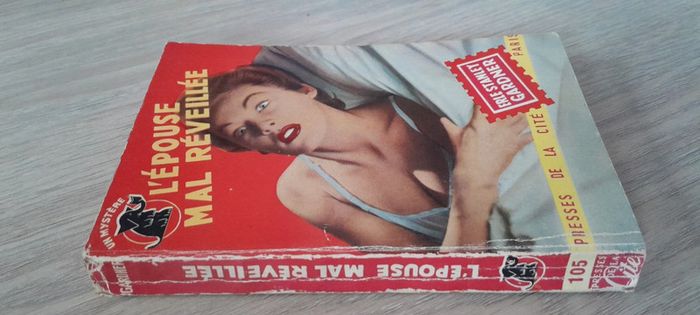 L'ÉPOUSE
MAL RÉVEILLÉE
ERLE STANLEY
GARDNER
UN MYSTÈRE
PRESSES DE LA CITÉ
PARIS
L'ÉPOUSE MAL RÉVEILLÉE
105
PRESSES
DE LA
Cité